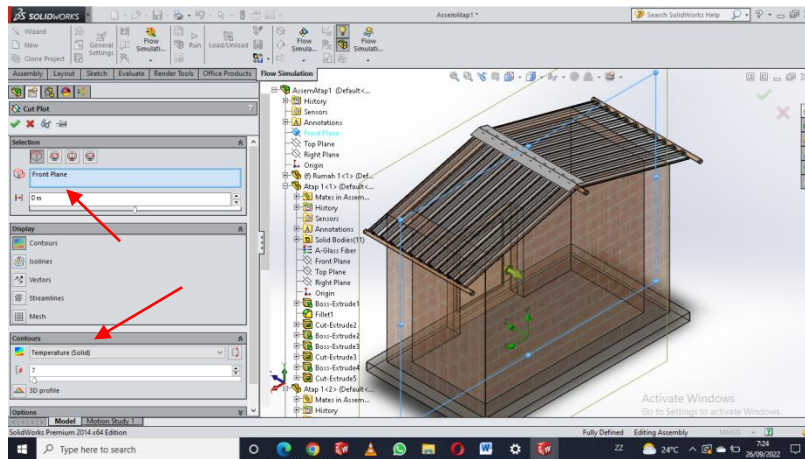 SOLIDWORKS
AssemAtap1 *
Search SolidWorks Help
Wizard
New
Clone Project
General Settings
Flow Simulati...
Run
Load/Unload
Flow Simula...
Flow Simulati...
Assembly
Layout
Sketch
Evaluate
Render Tools
Office Products
Flow Simulation
Cut Plot
?
Selection
Front Plane
0 m
Display
Contours
Isolines
Vectors
Streamlines
Mesh
Contours
Temperature (Solid)
7
3D profile
Options
AssemAtap1 (Default<...
History
Sensors
Annotations
Front Plane
Top Plane
Right Plane
Origin
(f) Rumah 1<1> (Def...
Atap 1<1> (Default<...
Mates in Assem...
History
Sensors
Annotations
Solid Bodies(11)
A-Glass Fiber
Front Plane
Top Plane
Right Plane
Origin
Boss-Extrude1
Fillet1
Cut-Extrude2
Boss-Extrude2
Boss-Extrude3
Cut-Extrude3
Boss-Extrude4
Cut-Extrude5
Atap 1<2> (Default<...
Mates in Assem...
History
Activate Windows
Go to Settings to activate Windows.
Model
Motion Study 1
SolidWorks Premium 2014 x64 Edition
Fully Defined
Editing Assembly
MMGS
Type here to search
24°C
7:24
26/09/2022